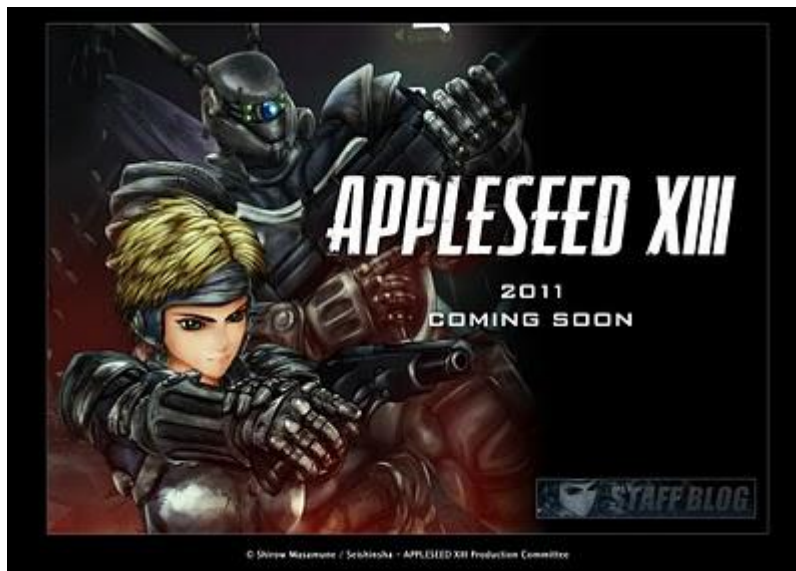 APPLESEED XIII
2011
COMING SOON
STAFF BLOG
© Shirow Masamune / Seishinsha - APPLESEED XIII Production Committee